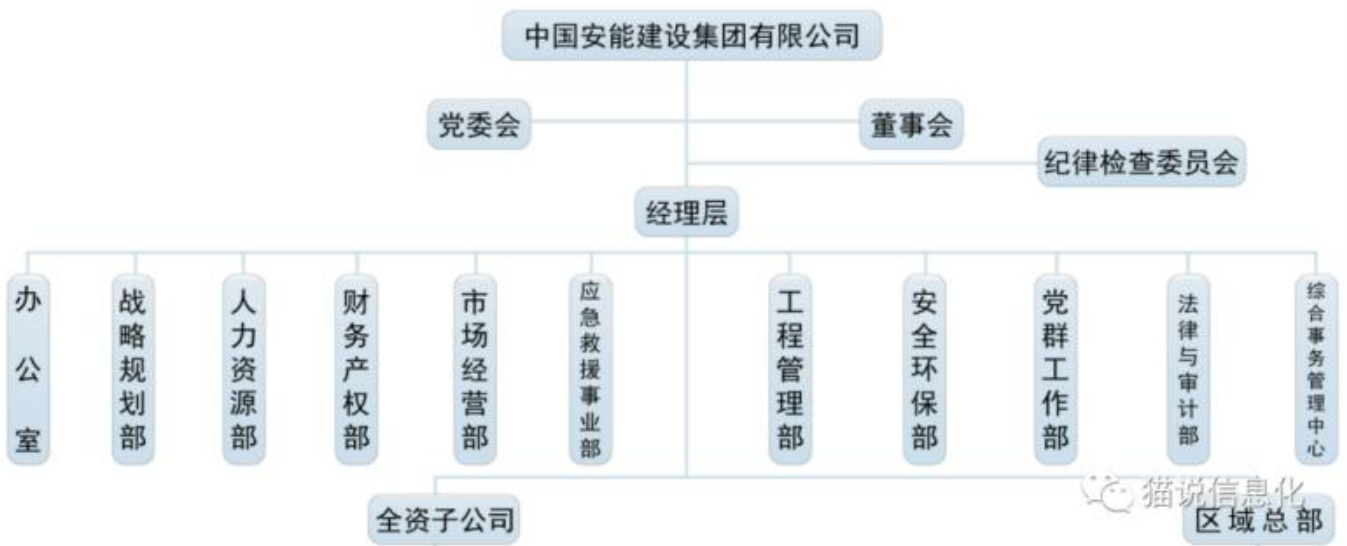 中国安能建设集团有限公司
党委会
董事会
纪律检查委员会
经理层
办公室
战略规划部
人力资源部
财务产权部
市场经营部
应急救援事业部
工程管理部
安全环保部
党群工作部
法律与审计部
综合事务管理中心
猫说信息化
全资子公司
区域总部